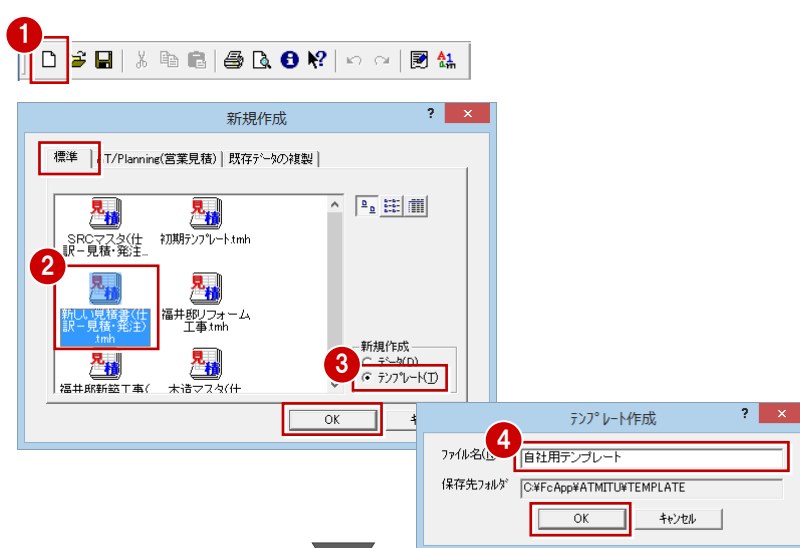 1
新規作成
標準
T/Planning(営業見積)
既存データの複製
SRCマスタ(仕
訳－見積・発注...
初期テンプレート.tmh
2
新しい見積書(仕
訳－見積・発注)
.tmh
福井邸リフォーム
工事.tmh
福井邸新築工事(
木造マスタ(仕
新規作成
3
データ(D)
テンプレート(T)
OK
テンプレート作成
4
ファイル名(
自社用テンプレート
保存先フォルダ
C:¥FcApp¥ATMITU¥TEMPLATE
OK
キャンセル